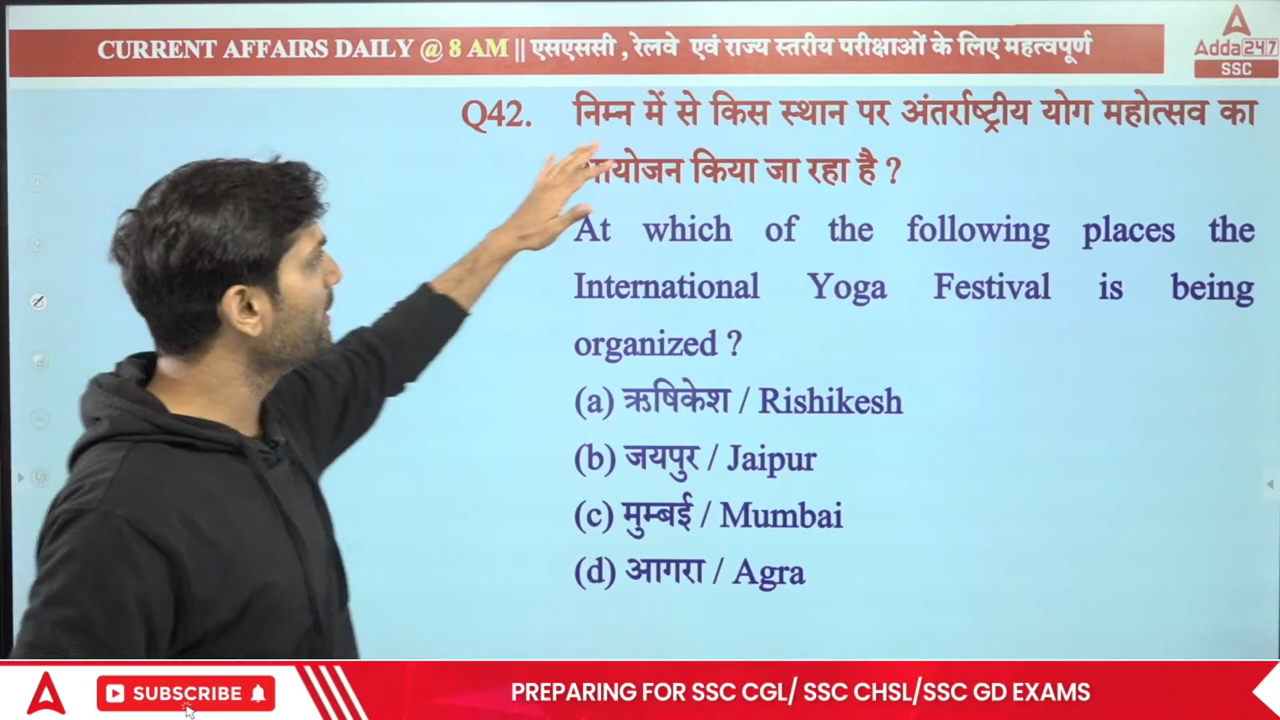 CURRENT AFFAIRS DAILY @ 8 AM || एसएससी , रेलवे एवं राज्य स्तरीय परीक्षाओं के लिए महत्वपूर्ण
Adda247
SSC
Q42. निम्न में से किस स्थान पर अंतर्राष्ट्रीय योग महोत्सव का
किया जा रहा है ?
At which of the following places the
International Yoga Festival is being
organized ?
(a) ऋषिकेश / Rishikesh
(b) जयपुर / Jaipur
(c) मुम्बई / Mumbai
(d) आगरा / Agra
SUBSCRIBE
PREPARING FOR SSC CGL/ SSC CHSL/SSC GD EXAMS